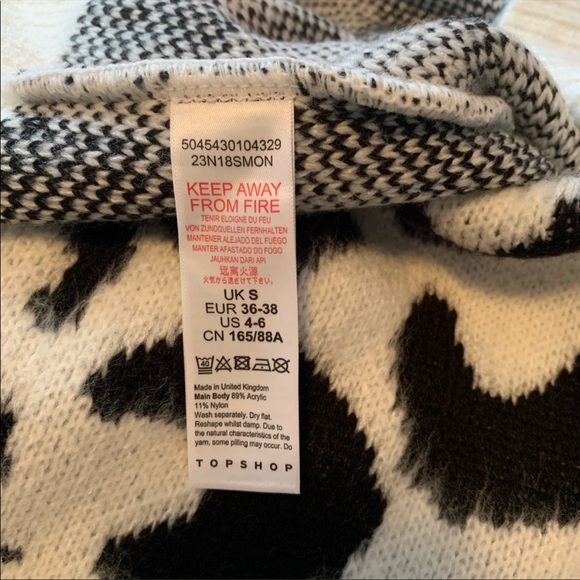 5045430104329
23N18SMON
KEEP AWAY
FROM FIRE
TENIR ELOIGNE DU FEU
VON ZUNDQUELLEN FERNHALTEN
MANTENER ALEJADO DEL FUEGO
MANTER AFASTADO DO FOGO
JAUHKAN DARI API
远离火源
UK S
EUR 36-38
US 4-6
CN 165/88A
40
Made in United Kingdom
Main Body 89% Acrylic
11% Nylon
Wash separately. Dry flat.
Reshape whilst damp. Due to
the natural characteristics of the
yarn, some pilling may occur. Do
TOPSHOP